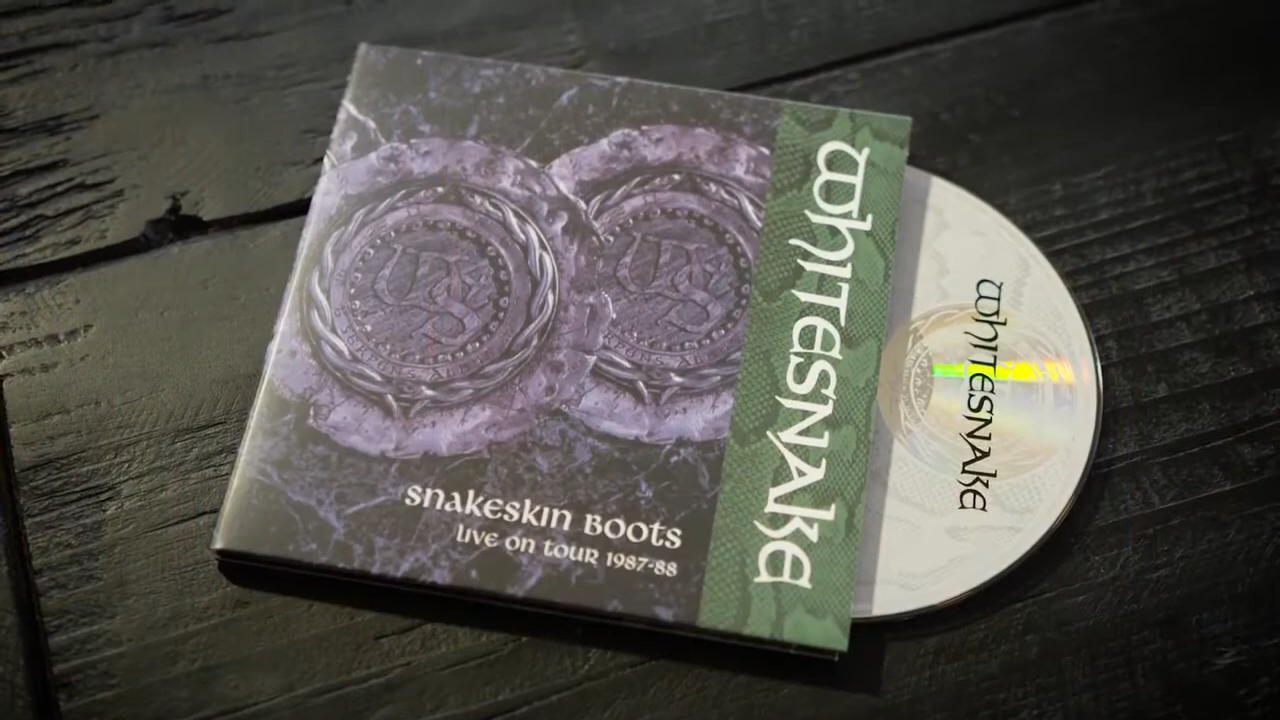 WHITESNAKE
SNAKESKIN BOOTS
LIVE ON TOUR 1987-88
WHITESNAKE